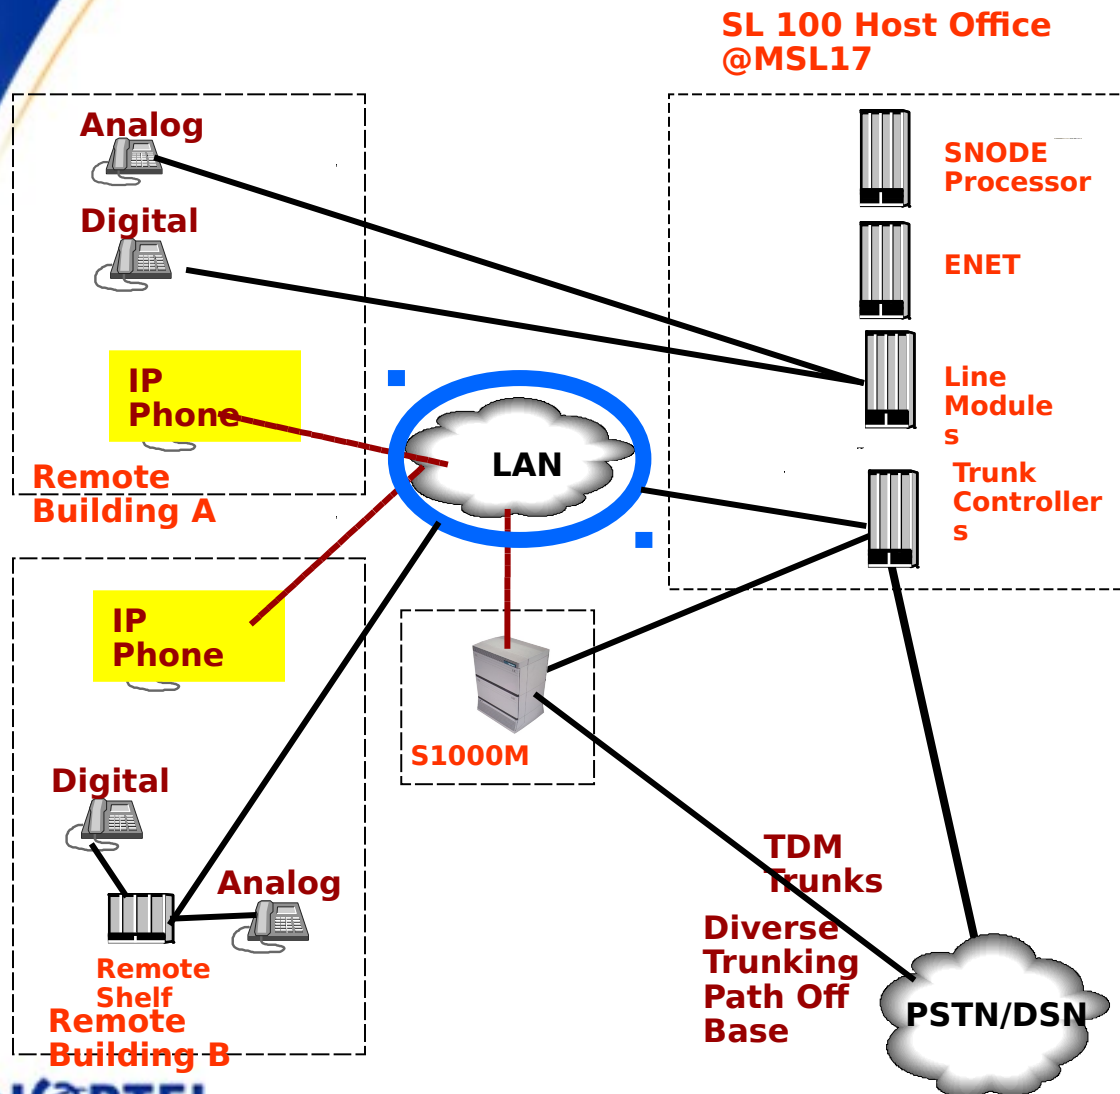 SL 100 Host Office
@MSL17
Analog
SNODE
Processor
Digital
ENET
IP
Phone
Line
Module
s
LAN
Remote
Building A
Trunk
Controller
s
IP
Phone
S1000M
Digital
TDM
Trunks
Analog
Diverse
Trunking
Path Off
Base
Remote
Shelf
PSTN/DSN
Remote
Building B